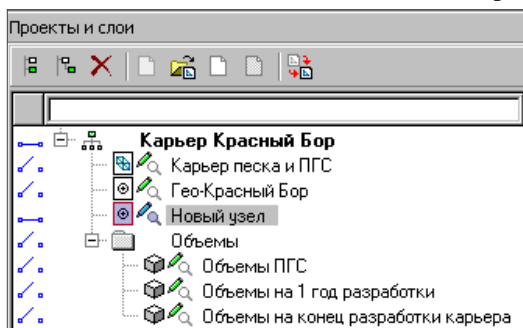 Проекты и слои
Карьер Красный Бор
Карьер песка и ПГС
Гео-Красный Бор
Новый узел
Объемы
Объемы ПГС
Объемы на 1 год разработки
Объемы на конец разработки карьера